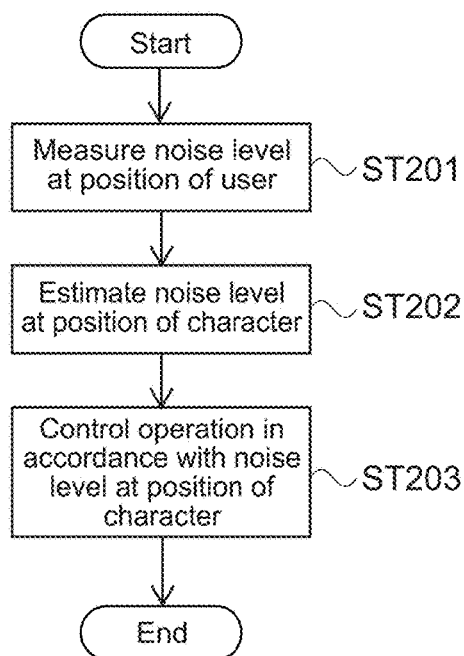 Start
Measure noise level
at position of user
ST201
Estimate noise level
at position of character
ST202
Control operation in
accordance with noise
level at position of
character
ST203
End